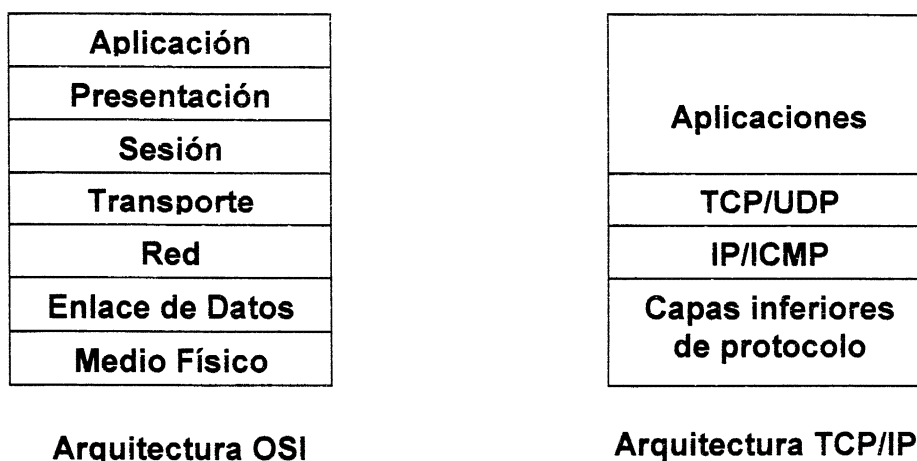 Aplicación
Presentación
Sesión
Transporte
Red
Enlace de Datos
Medio Físico
Arquitectura OSI
Aplicaciones
TCP/UDP
IP/ICMP
Capas inferiores
de protocolo
Arquitectura TCP/IP